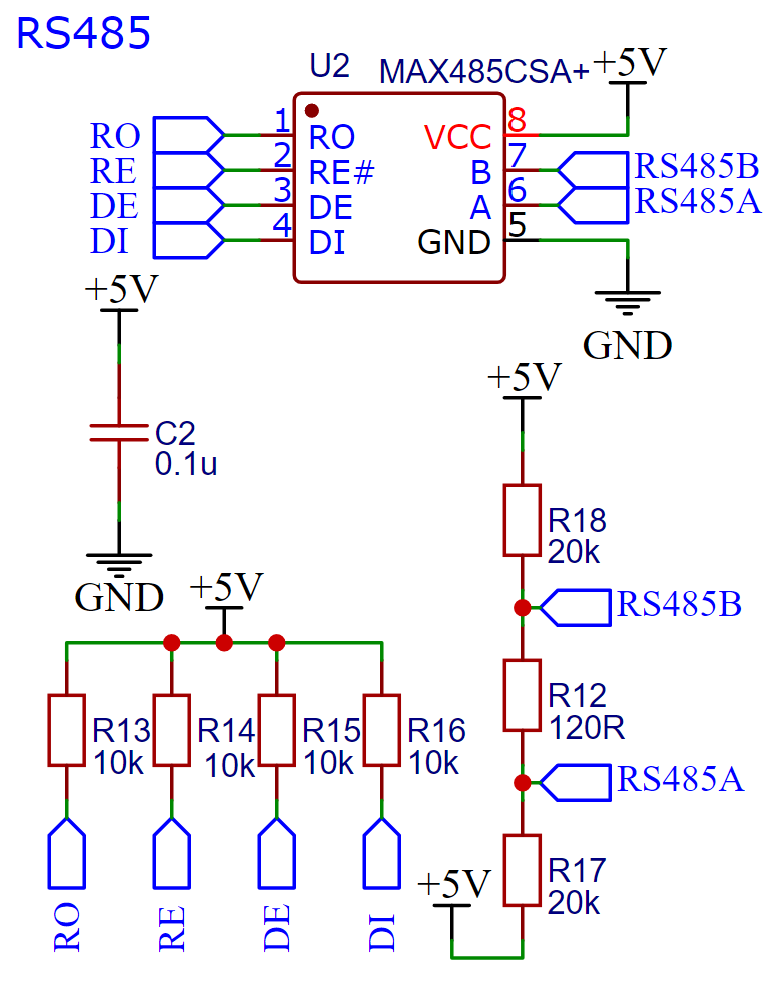 RS485
U2
MAX485CSA+
+5V
RO
1
RO
VCC
8
RE
2
RE#
B
7
RS485B
DE
3
DE
A
6
RS485A
DI
4
DI
GND
5
+5V
GND
C2
0.1u
GND
+5V
R18
20k
RS485B
R12
120R
RS485A
R17
20k
+5V
+5V
R13
10k
R14
10k
R15
10k
R16
10k
RO
RE
DE
DI